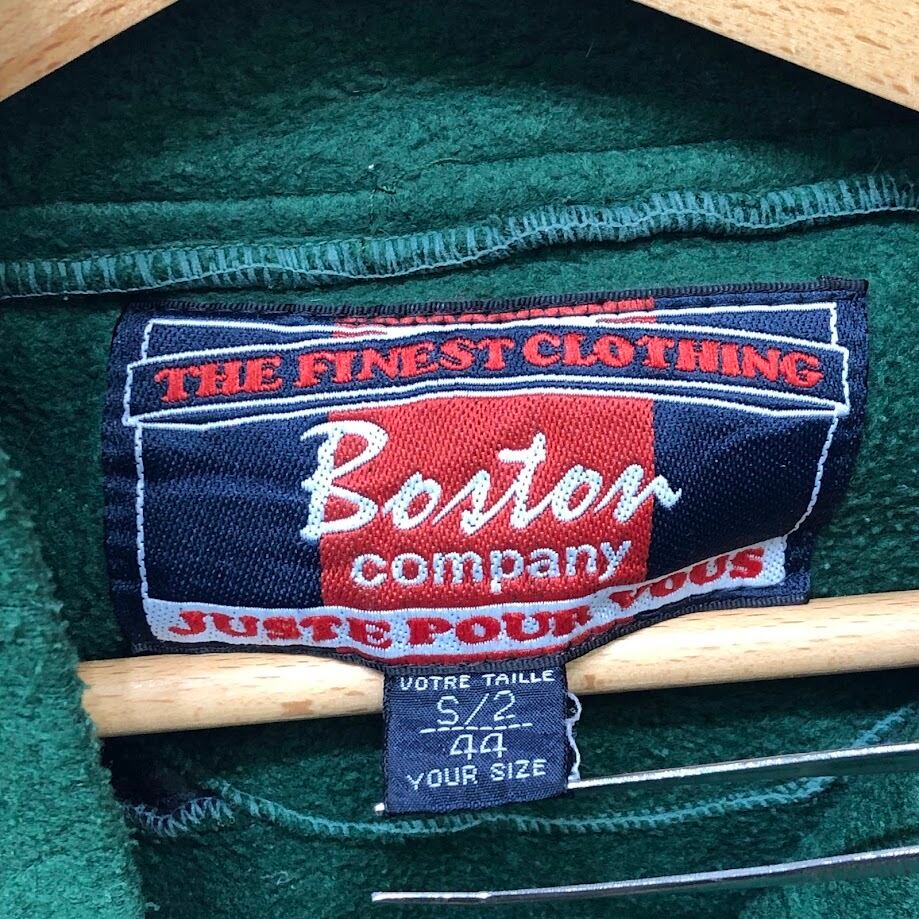 THE FINEST CLOTHING
Boston
company
JUSTE POUR VOUS
VOTRE TAILLE
S/2
44
YOUR SIZE